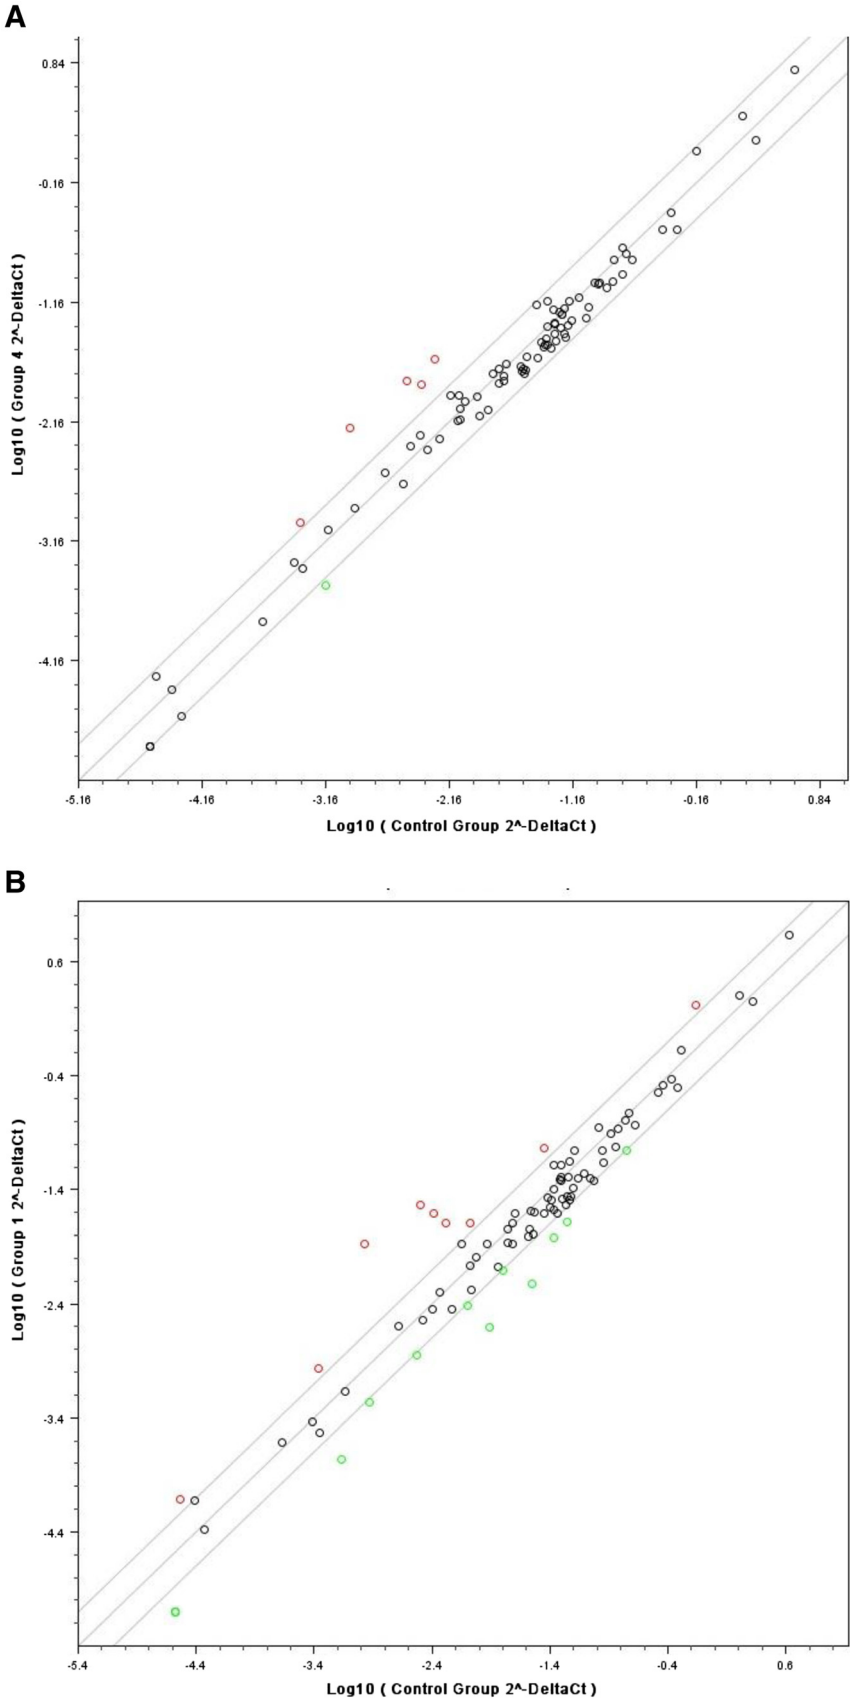 A
0.84
-0.16
-1.16
-2.16
-3.16
-4.16
Log10 ( Group 4 2^-DeltaCt )
-5.16 -4.16 -3.16 -2.16 -1.16 -0.16 0.84
Log10 ( Control Group 2^-DeltaCt )
B
0.6
-0.4
-1.4
-2.4
-3.4
-4.4
Log10 ( Group 1 2^-DeltaCt )
-5.4 -4.4 -3.4 -2.4 -1.4 -0.4 0.6
Log10 ( Control Group 2^-DeltaCt )